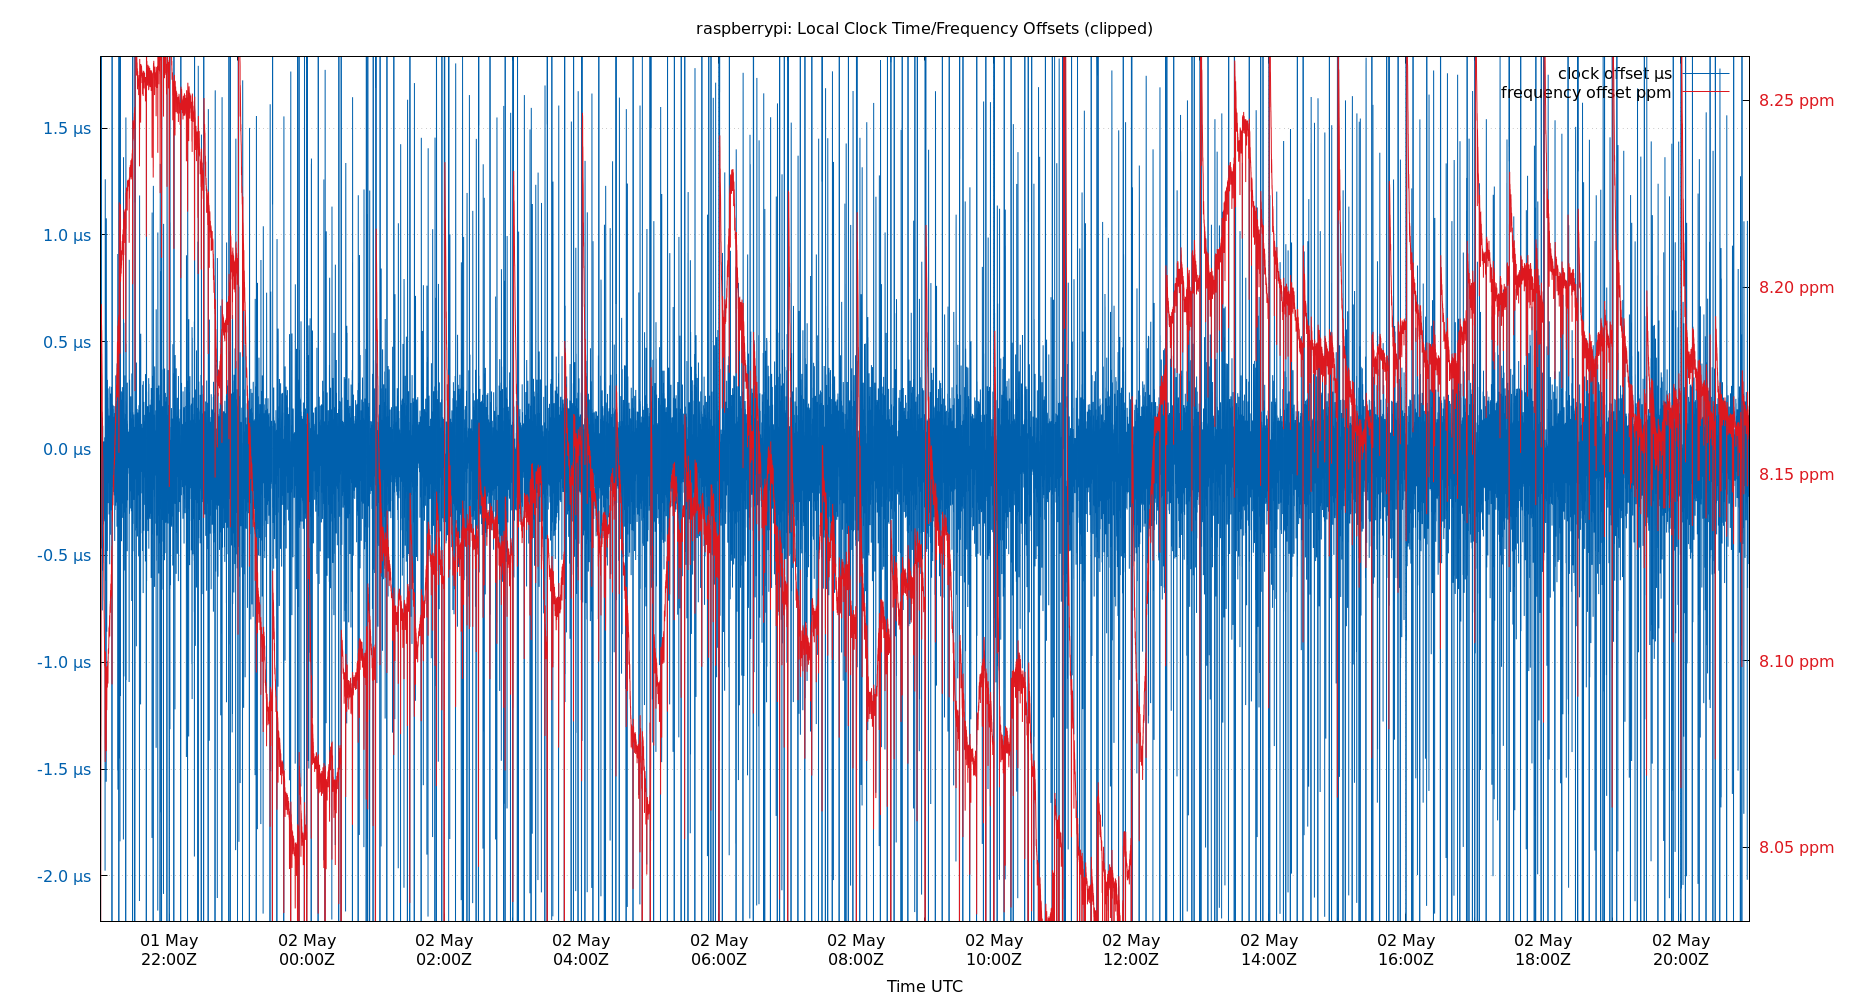 raspberrypi: Local Clock Time/Frequency Offsets (clipped)
clock offset µs
frequency offset ppm
1.5 µs
1.0 µs
0.5 µs
0.0 µs
-0.5 µs
-1.0 µs
-1.5 µs
-2.0 µs
8.25 ppm
8.20 ppm
8.15 ppm
8.10 ppm
8.05 ppm
01 May 02 May 02 May 02 May 02 May 02 May 02 May 02 May 02 May 02 May 02 May 02 May
22:00Z 00:00Z 02:00Z 04:00Z 06:00Z 08:00Z 10:00Z 12:00Z 14:00Z 16:00Z 18:00Z 20:00Z
Time UTC